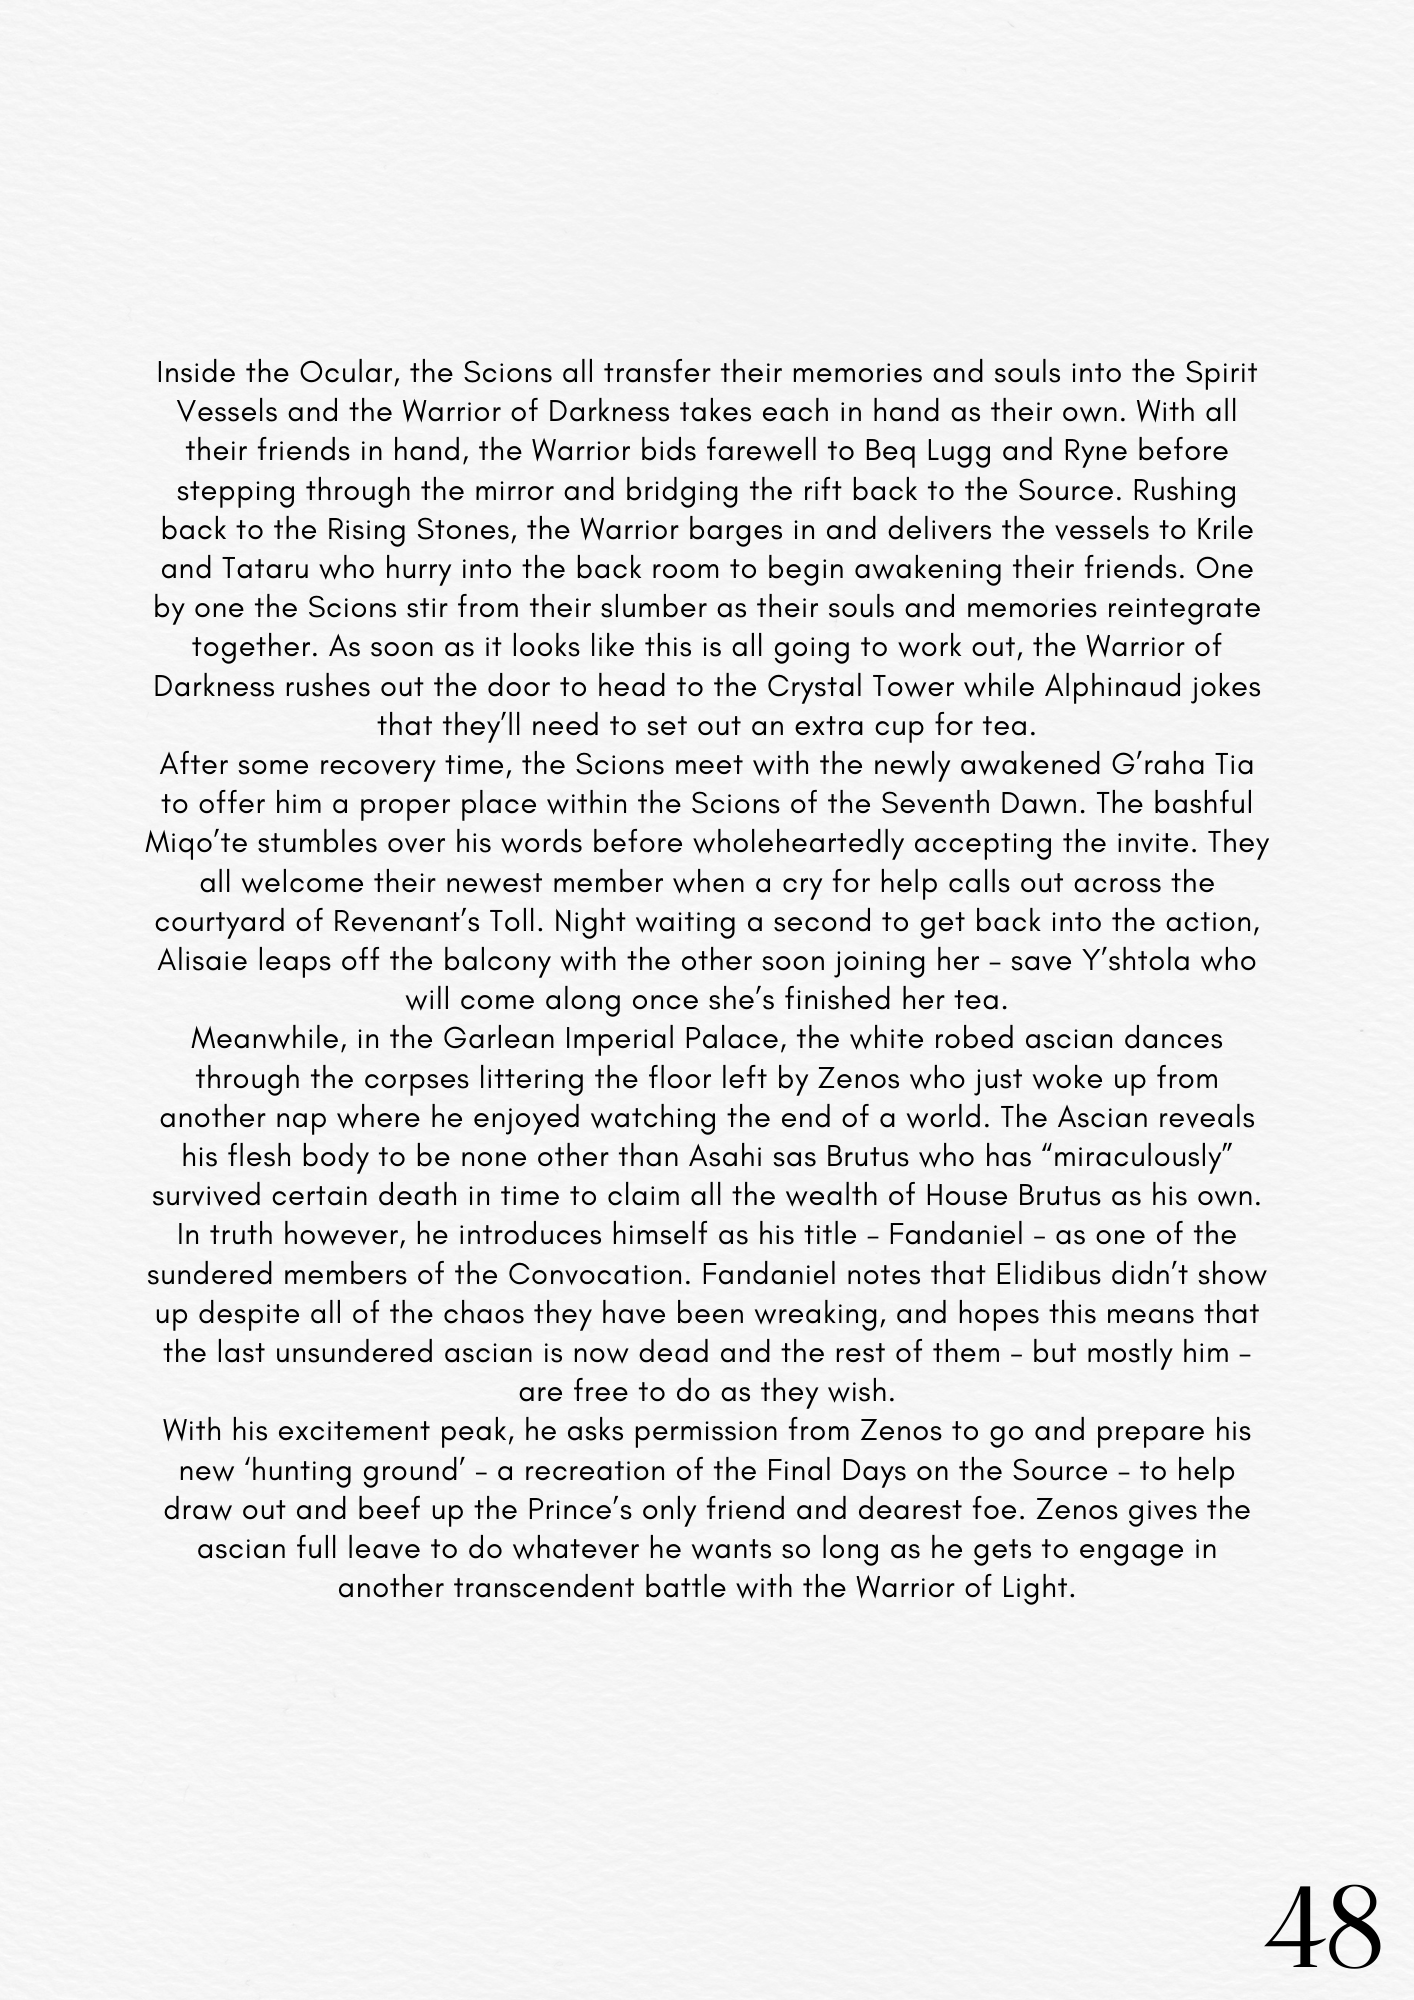 Inside the Ocular, the Scions all transfer their memories and souls into the Spirit
Vessels and the Warrior of Darkness takes each in hand as their own. With all
their friends in hand, the Warrior bids farewell to Beq Lugg and Ryne before
stepping through the mirror and bridging the rift back to the Source. Rushing
back to the Rising Stones, the Warrior barges in and delivers the vessels to Krile
and Tataru who hurry into the back room to begin awakening their friends. One
by one the Scions stir from their slumber as their souls and memories reintegrate
together. As soon as it looks like this is all going to work out, the Warrior of
Darkness rushes out the door to head to the Crystal Tower while Alphinaud jokes
that they’ll need to set out an extra cup for tea.
After some recovery time, the Scions meet with the newly awakened G’raha Tia
to offer him a proper place within the Scions of the Seventh Dawn. The bashful
Miqo’te stumbles over his words before wholeheartedly accepting the invite. They
all welcome their newest member when a cry for help calls out across the
courtyard of Revenant’s Toll. Night waiting a second to get back into the action,
Alisaie leaps off the balcony with the other soon joining her – save Y’shtola who
will come along once she’s finished her tea.
Meanwhile, in the Garlean Imperial Palace, the white robed ascian dances
through the corpses littering the floor left by Zenos who just woke up from
another nap where he enjoyed watching the end of a world. The Ascian reveals
his flesh body to be none other than Asahi sas Brutus who has “miraculously”
survived certain death in time to claim all the wealth of House Brutus as his own.
In truth however, he introduces himself as his title – Fandaniel – as one of the
sundered members of the Convocation. Fandaniel notes that Elidibus didn’t show
up despite all of the chaos they have been wreaking, and hopes this means that
the last unsundered ascian is now dead and the rest of them – but mostly him –
are free to do as they wish.
With his excitement peak, he asks permission from Zenos to go and prepare his
new ‘hunting ground’ – a recreation of the Final Days on the Source – to help
draw out and beef up the Prince’s only friend and dearest foe. Zenos gives the
ascian full leave to do whatever he wants so long as he gets to engage in
another transcendent battle with the Warrior of Light.
48